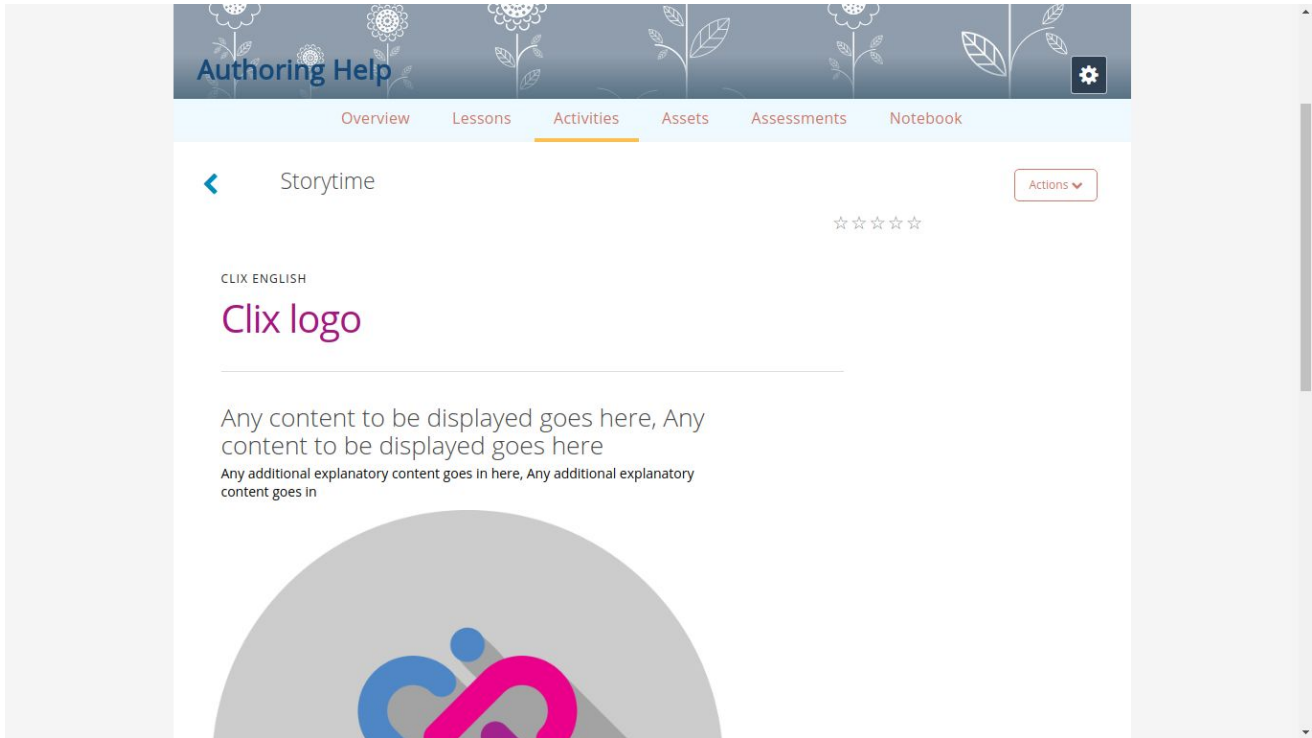 Authoring Help
Overview Lessons Activities Assets Assessments Notebook
Storytime
Actions
CLIX ENGLISH
Clix logo
Any content to be displayed goes here, Any
content to be displayed goes here
Any additional explanatory content goes in here, Any additional explanatory
content goes in